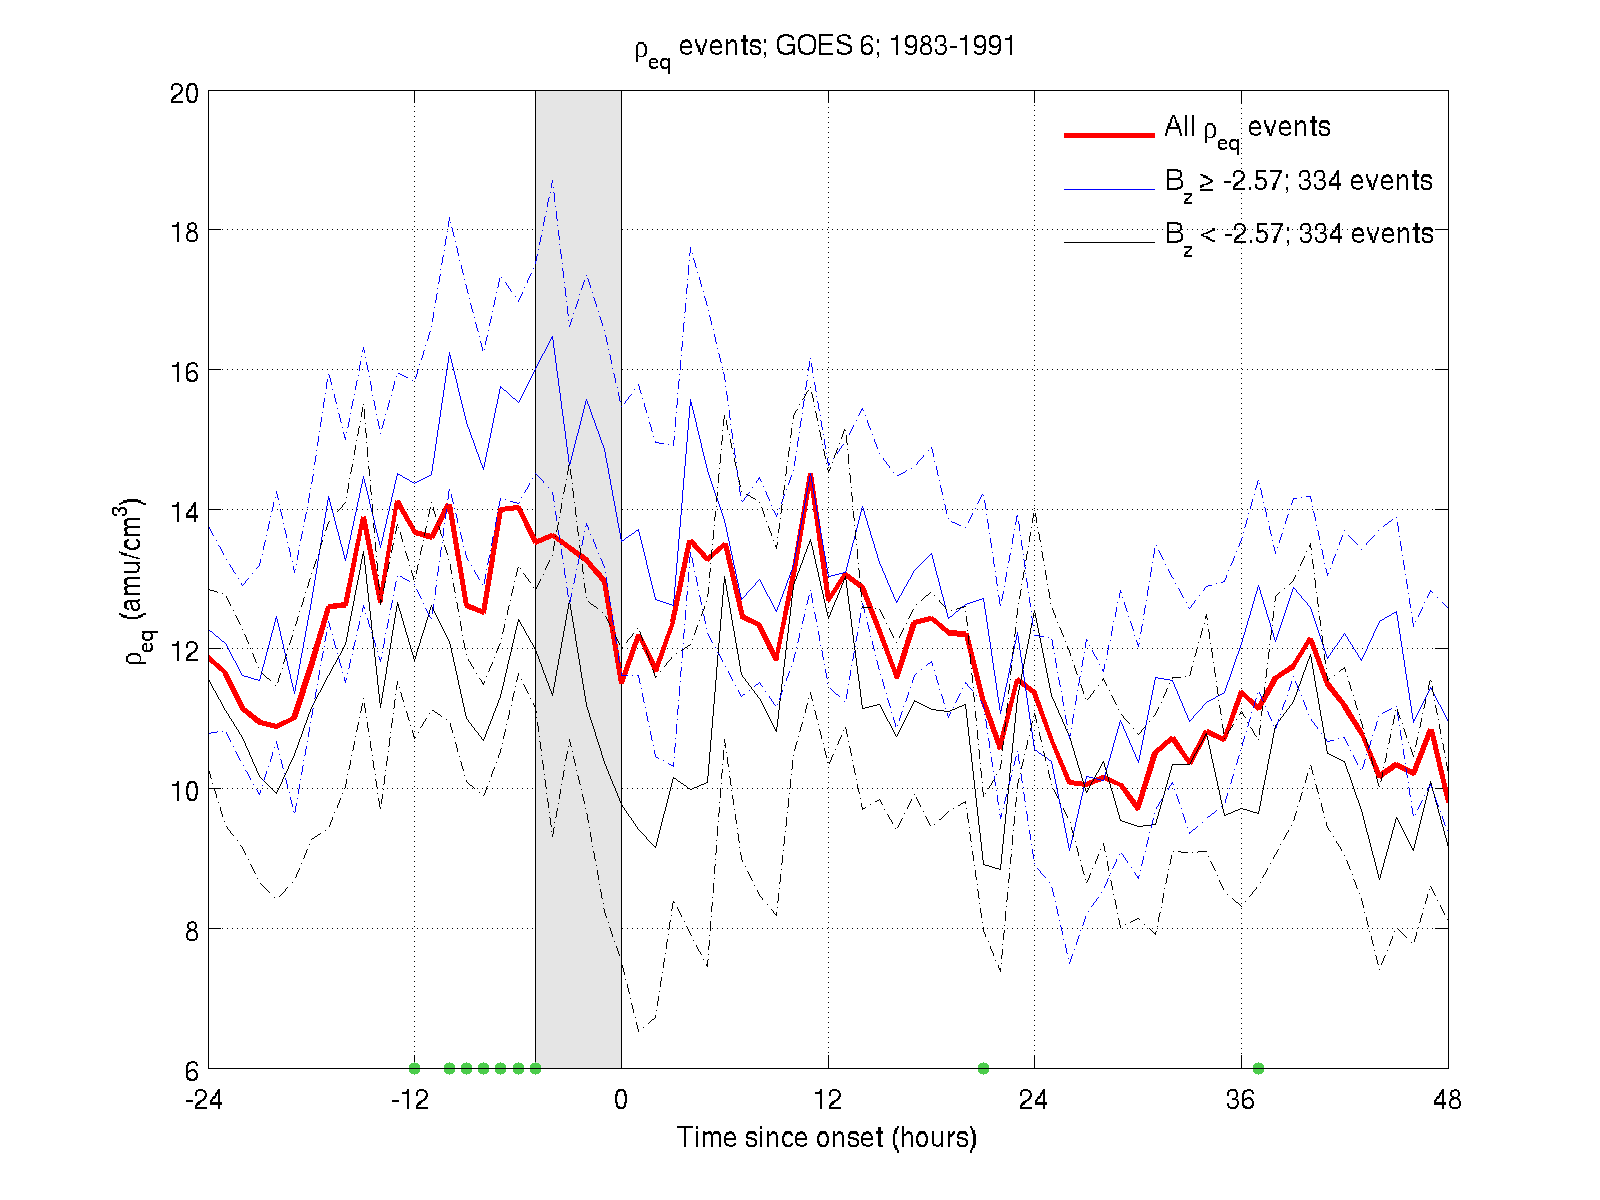 ρeq events; GOES 6; 1983-1991
20
18
16
14
12
10
8
6
ρeq (amu/cm3)
All ρeq events
Bz ≥ -2.57; 334 events
Bz < -2.57; 334 events
-24 -12 0 12 24 36 48
Time since onset (hours)